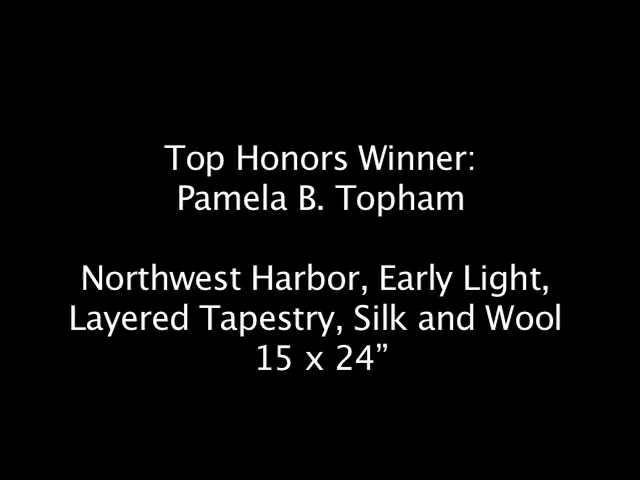 Top Honors Winner:
Pamela B. Topham
Northwest Harbor, Early Light,
Layered Tapestry, Silk and Wool
15 x 24”